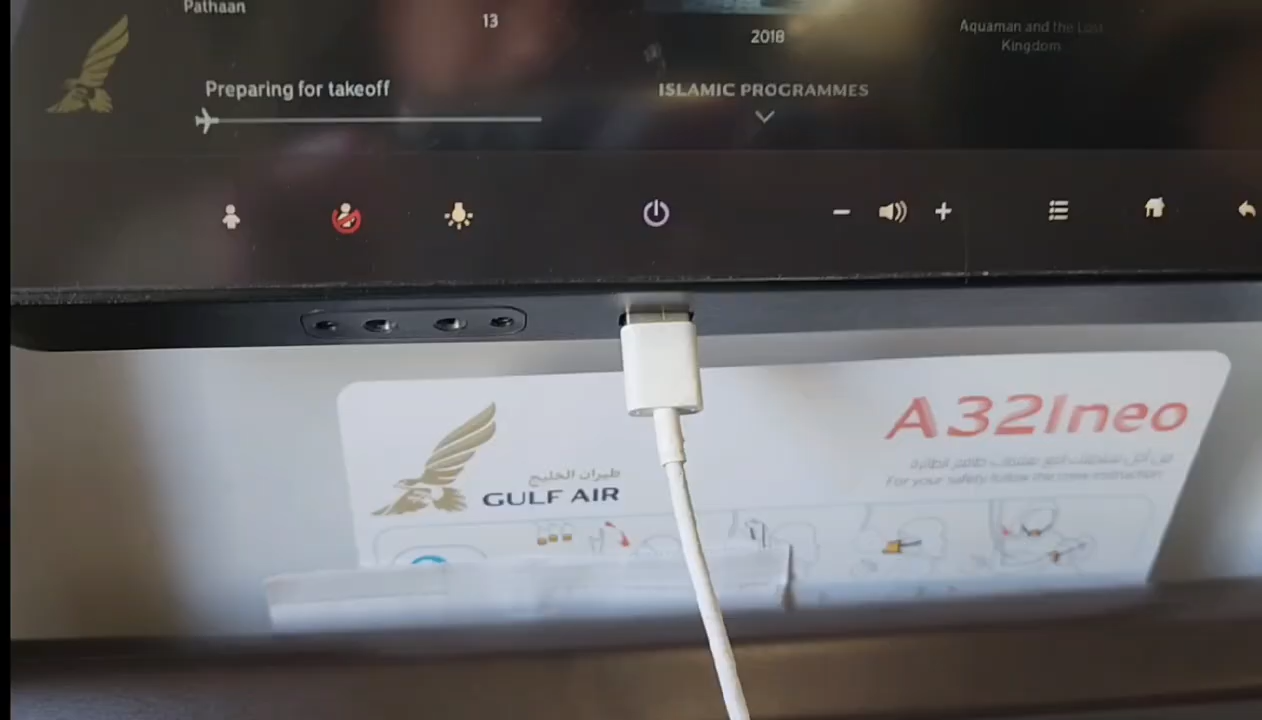 Pathaan
13
2018
Aquaman and the Lost
Kingdom
Preparing for takeoff
ISLAMIC PROGRAMMES
A321neo
طيران الخليج
GULF AIR
For your safety follow the crew instruction